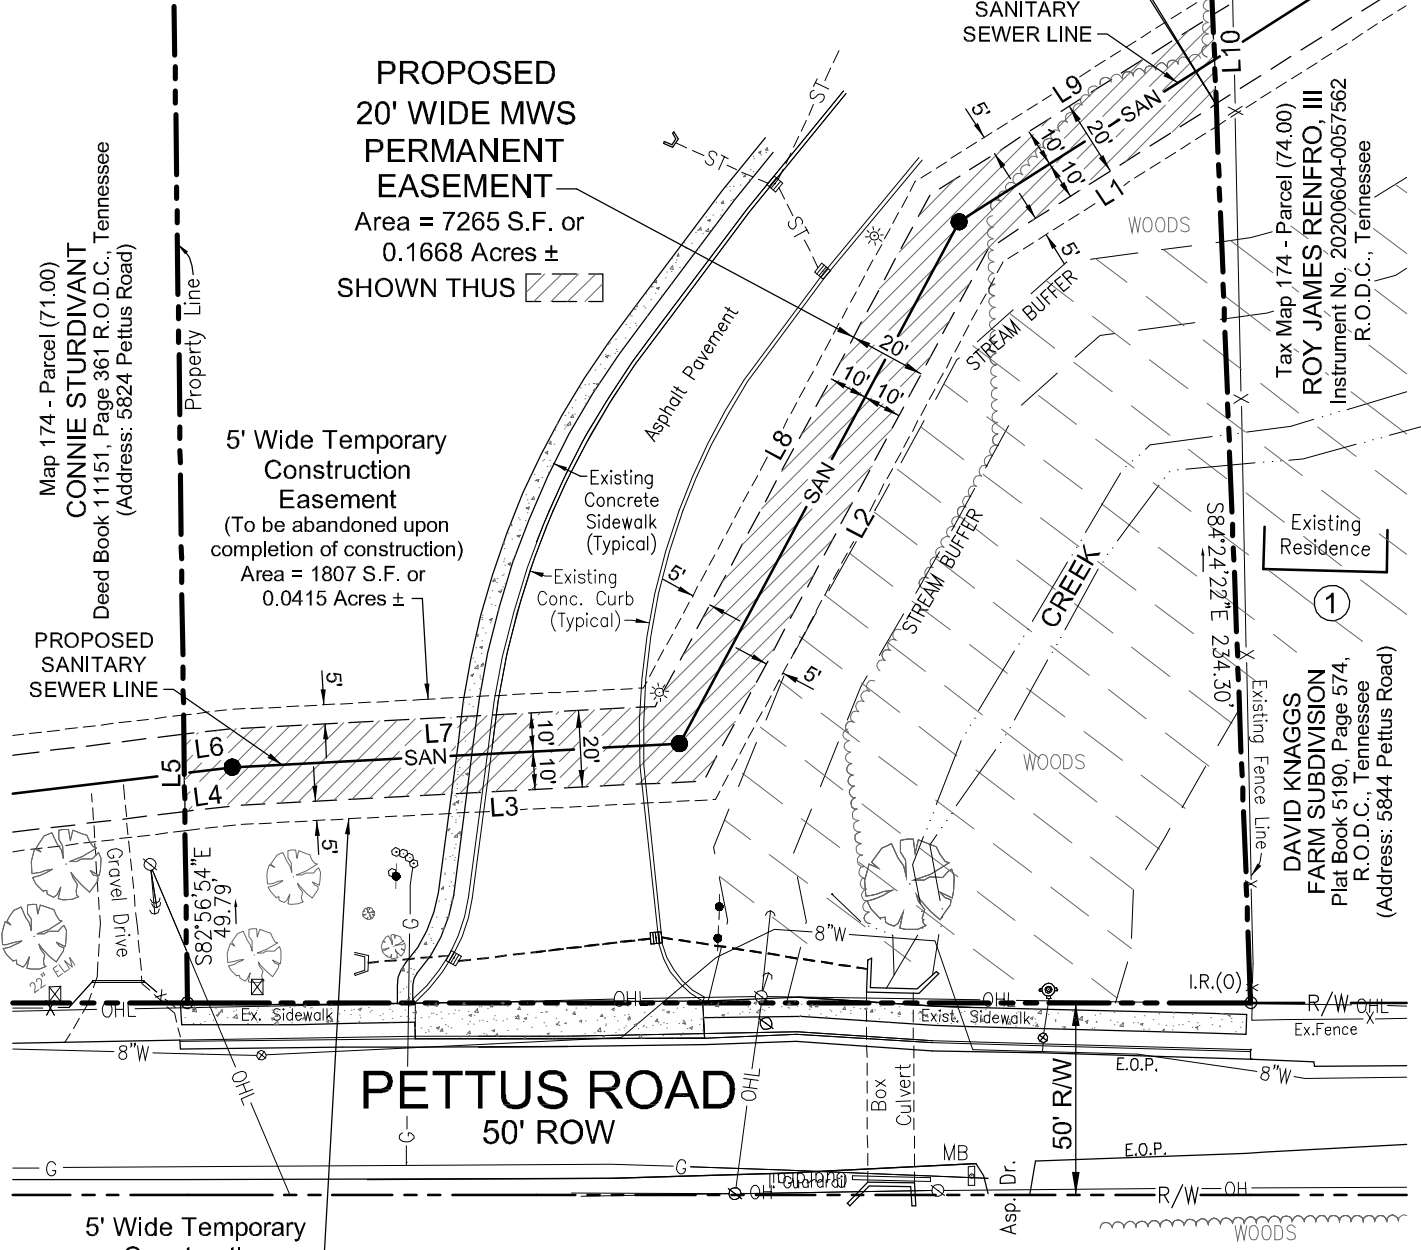 SANITARY
SEWER LINE
PROPOSED
20' WIDE MWS
PERMANENT
EASEMENT
Area = 7265 S.F. or
0.1668 Acres ±
SHOWN THUS
ST
ST
ST
5'
L9
10'
10'
20'
SAN
L1
L10
5'
WOODS
STREAM BUFFER
Tax Map 174 - Parcel (74.00)
ROY JAMES RENFRO, III
Instrument No. 20200604-0057562
R.O.D.C., Tennessee
Map 174 - Parcel (71.00)
CONNIE STURDIVANT
Deed Book 11151, Page 361 R.O.D.C., Tennessee
(Address: 5824 Pettus Road)
Property Line
Asphalt Pavement
20'
10'
10'
L8
SAN
L2
5'
5'
5' Wide Temporary
Construction
Easement
(To be abandoned upon
completion of construction)
Area = 1807 S.F. or
0.0415 Acres ±
Existing
Concrete
Sidewalk
(Typical)
Existing
Conc. Curb
(Typical)
STREAM BUFFER
CREEK
S84°24'22"E 234.30'
Existing
Residence
1
DAVID KNAGGS
FARM SUBDIVISION
Plat Book 5190, Page 574,
R.O.D.C., Tennessee
(Address: 5844 Pettus Road)
Existing Fence Line
PROPOSED
SANITARY
SEWER LINE
5'
L6
L7
SAN
10'
10'
20'
L5
L4
L3
5'
WOODS
Gravel Drive
S82°56'54"E
49.79'
22" ELM
G
8"W
I.R.(O)
OHL
OHL
OHL
R/W
OHL
X
X
X
X
X
X
Ex. Sidewalk
Exist. Sidewalk
Ex.Fence
8"W
E.O.P.
8"W
OHL
PETTUS ROAD
50' ROW
OHL
Box
Culvert
50' R/W
G
G
G
MB
E.O.P.
Guardrail
OH
Asp. Dr.
R/W
OH
WOODS
5' Wide Temporary